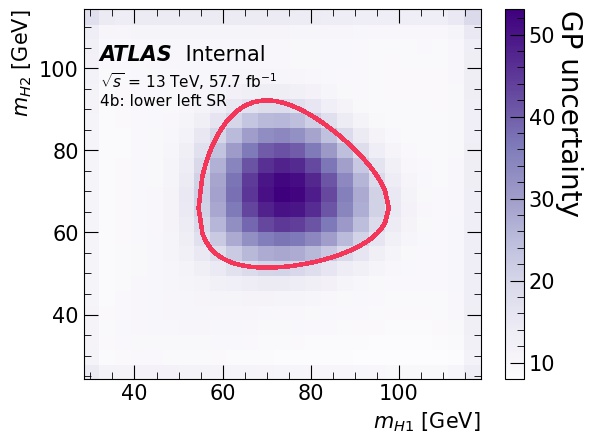 ATLAS Internal
√s = 13 TeV, 57.7 fb⁻¹
4b: lower left SR
m_H2 [GeV]
100
80
60
40
40 60 80 100
m_H1 [GeV]
50
40
30
20
10
GP uncertainty